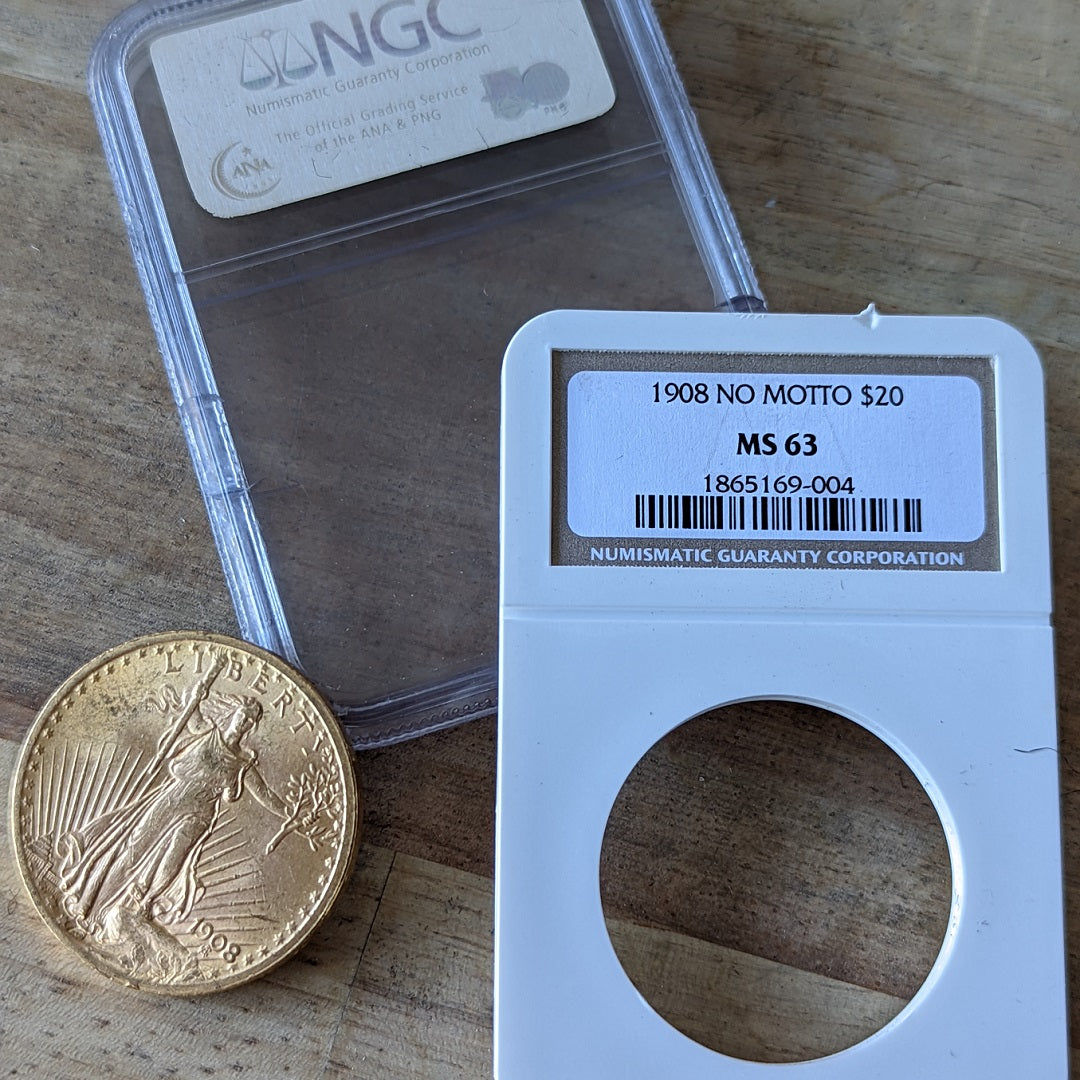 NGC
Numismatic Guaranty Corporation
The Official Grading Service
of the ANA & PNG
ANA
PNG
1908 NO MOTTO $20
MS 63
1865169-004
NUMISMATIC GUARANTY CORPORATION
LIBERTY
1908